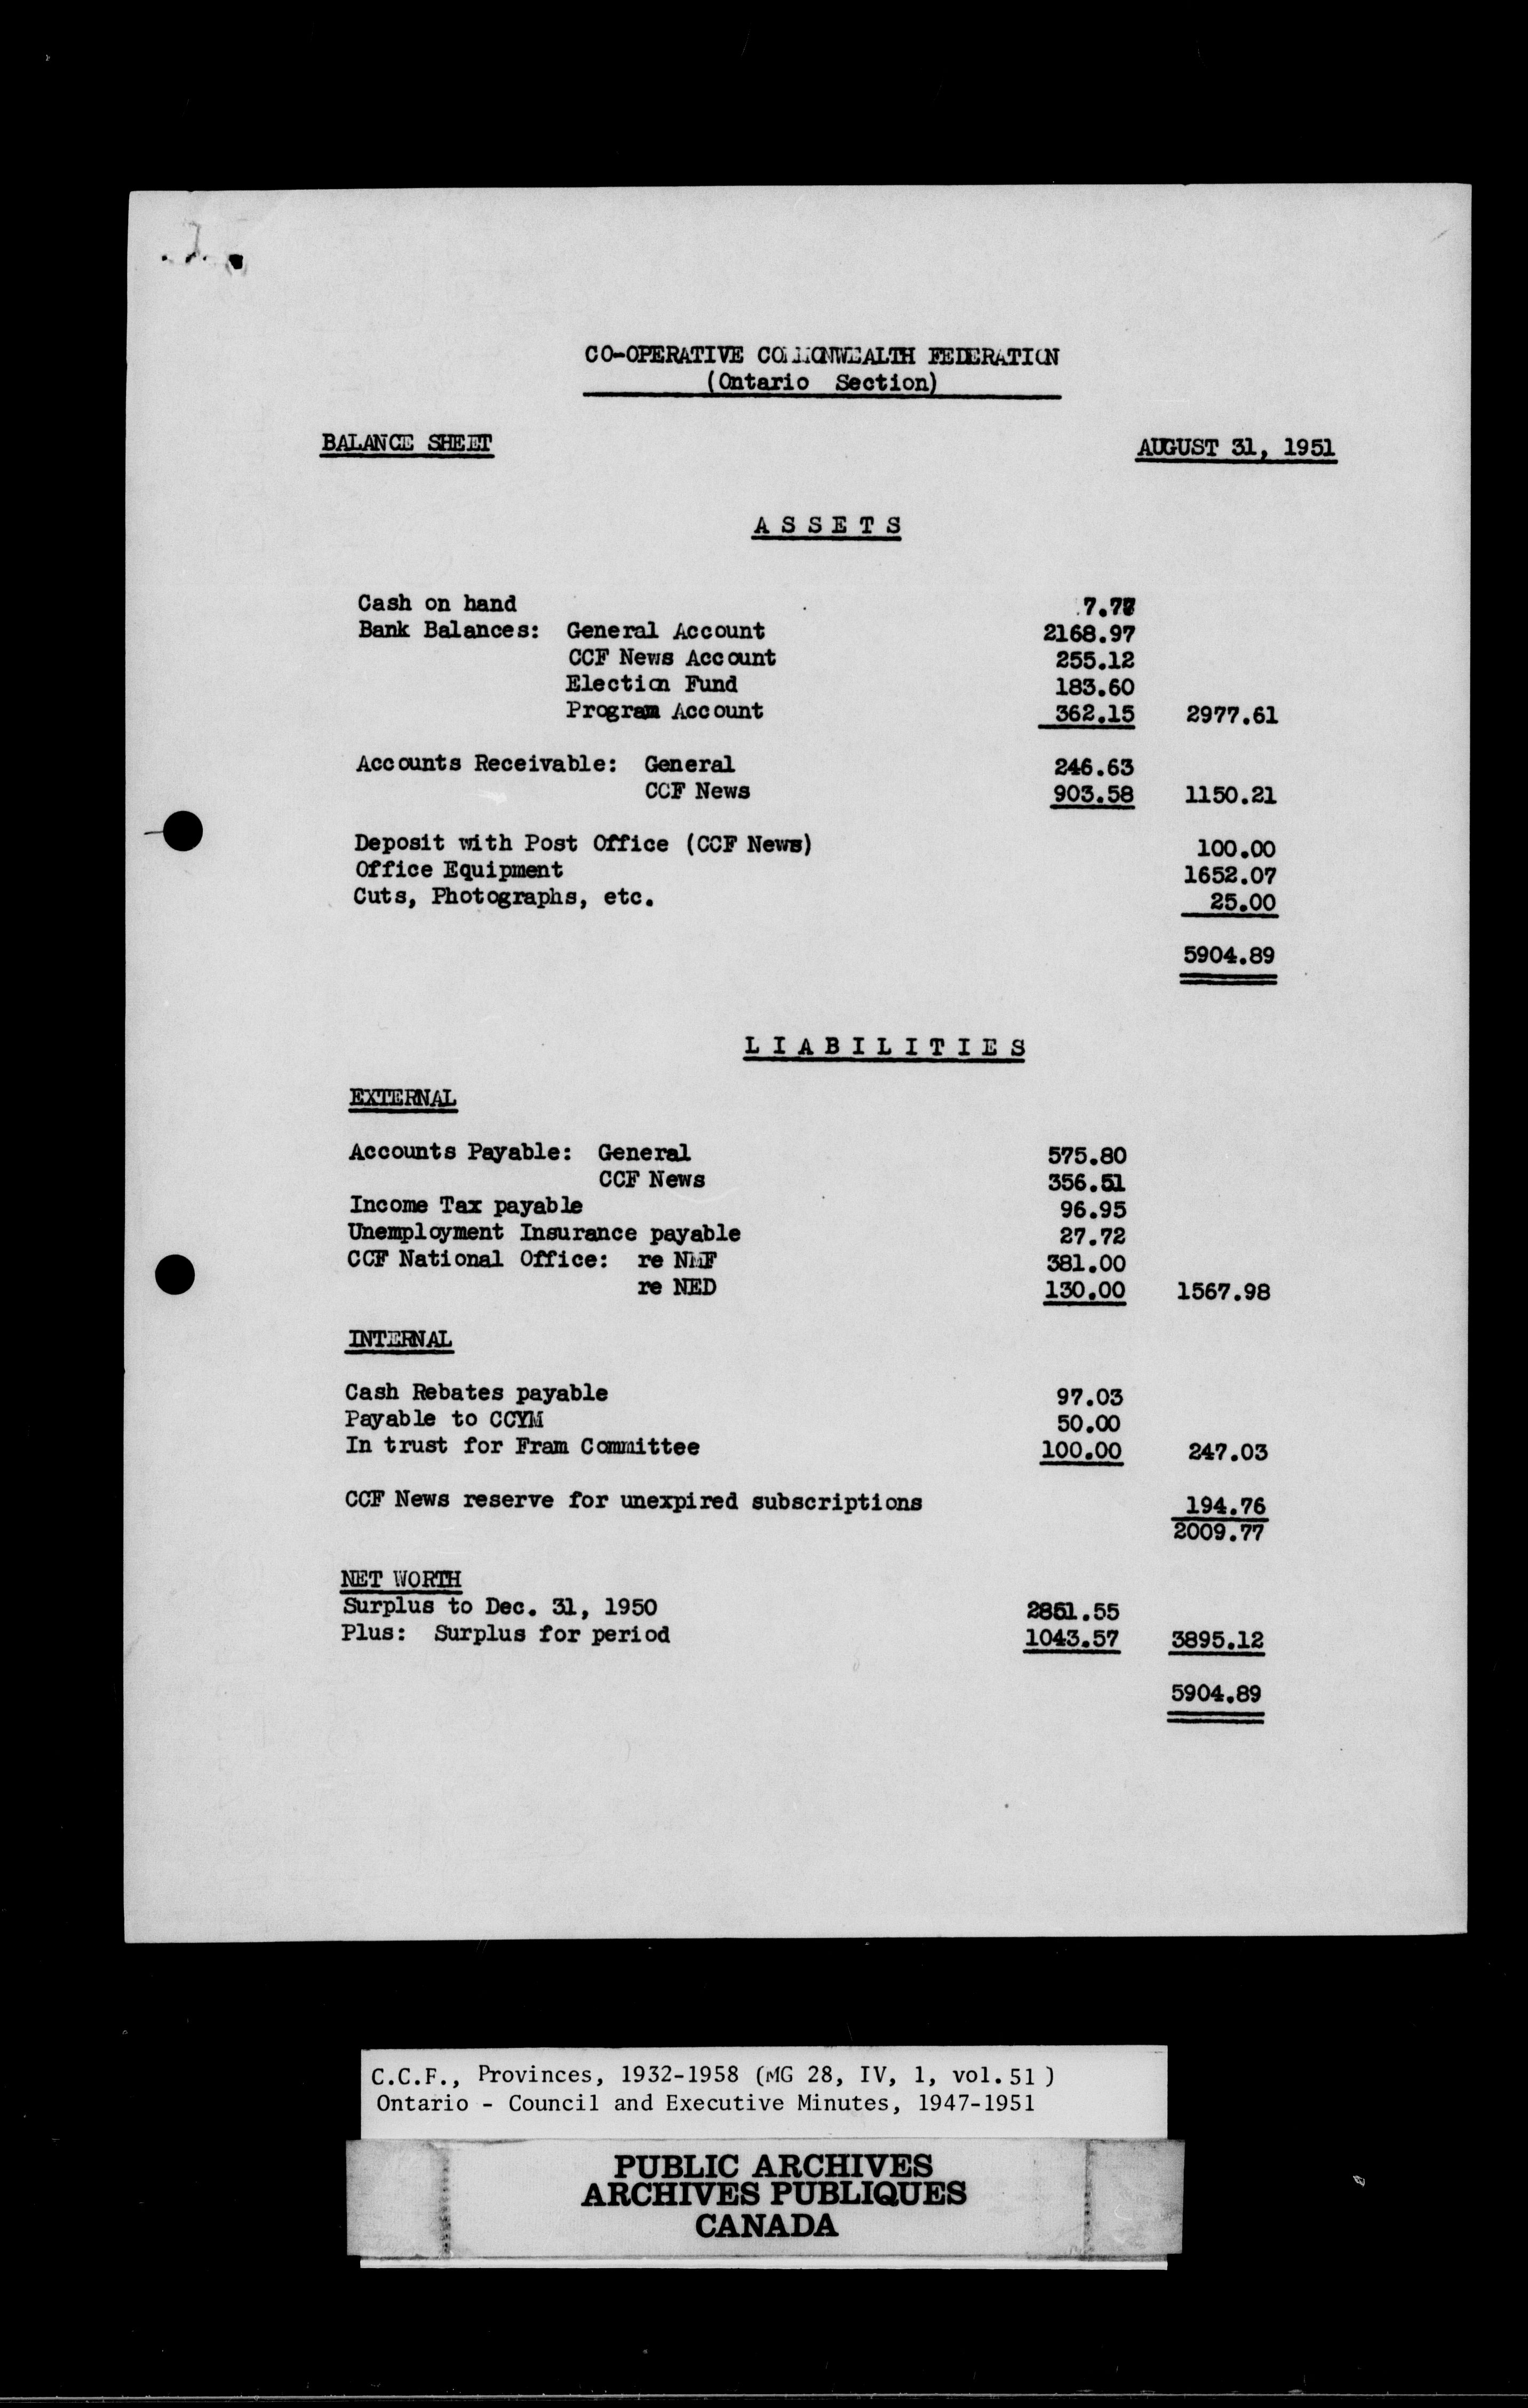 CO-OPERATIVE COMMONWEALTH FEDERATION
(Ontario Section)
BALANCE SHEET AUGUST 31, 1951
A S S E T S
Cash on hand 7.77
Bank Balances: General Account 2168.97
CCF News Account 255.12
Election Fund 183.60
Program Account 362.15 2977.61
Accounts Receivable: General 246.63
CCF News 903.58 1150.21
Deposit with Post Office (CCF News) 100.00
Office Equipment 1652.07
Cuts, Photographs, etc. 25.00
5904.89
L I A B I L I T I E S
EXTERNAL
Accounts Payable: General 575.80
CCF News 356.51
Income Tax payable 96.95
Unemployment Insurance payable 27.72
CCF National Office: re NMF 381.00
re NED 130.00 1567.98
INTERNAL
Cash Rebates payable 97.03
Payable to CCYM 50.00
In trust for Fram Committee 100.00 247.03
CCF News reserve for unexpired subscriptions 194.76
2009.77
NET WORTH
Surplus to Dec. 31, 1950 2851.55
Plus: Surplus for period 1043.57 3895.12
5904.89
C.C.F., Provinces, 1932-1958 (MG 28, IV, 1, vol. 51 )
Ontario - Council and Executive Minutes, 1947-1951
PUBLIC ARCHIVES
ARCHIVES PUBLIQUES
CANADA